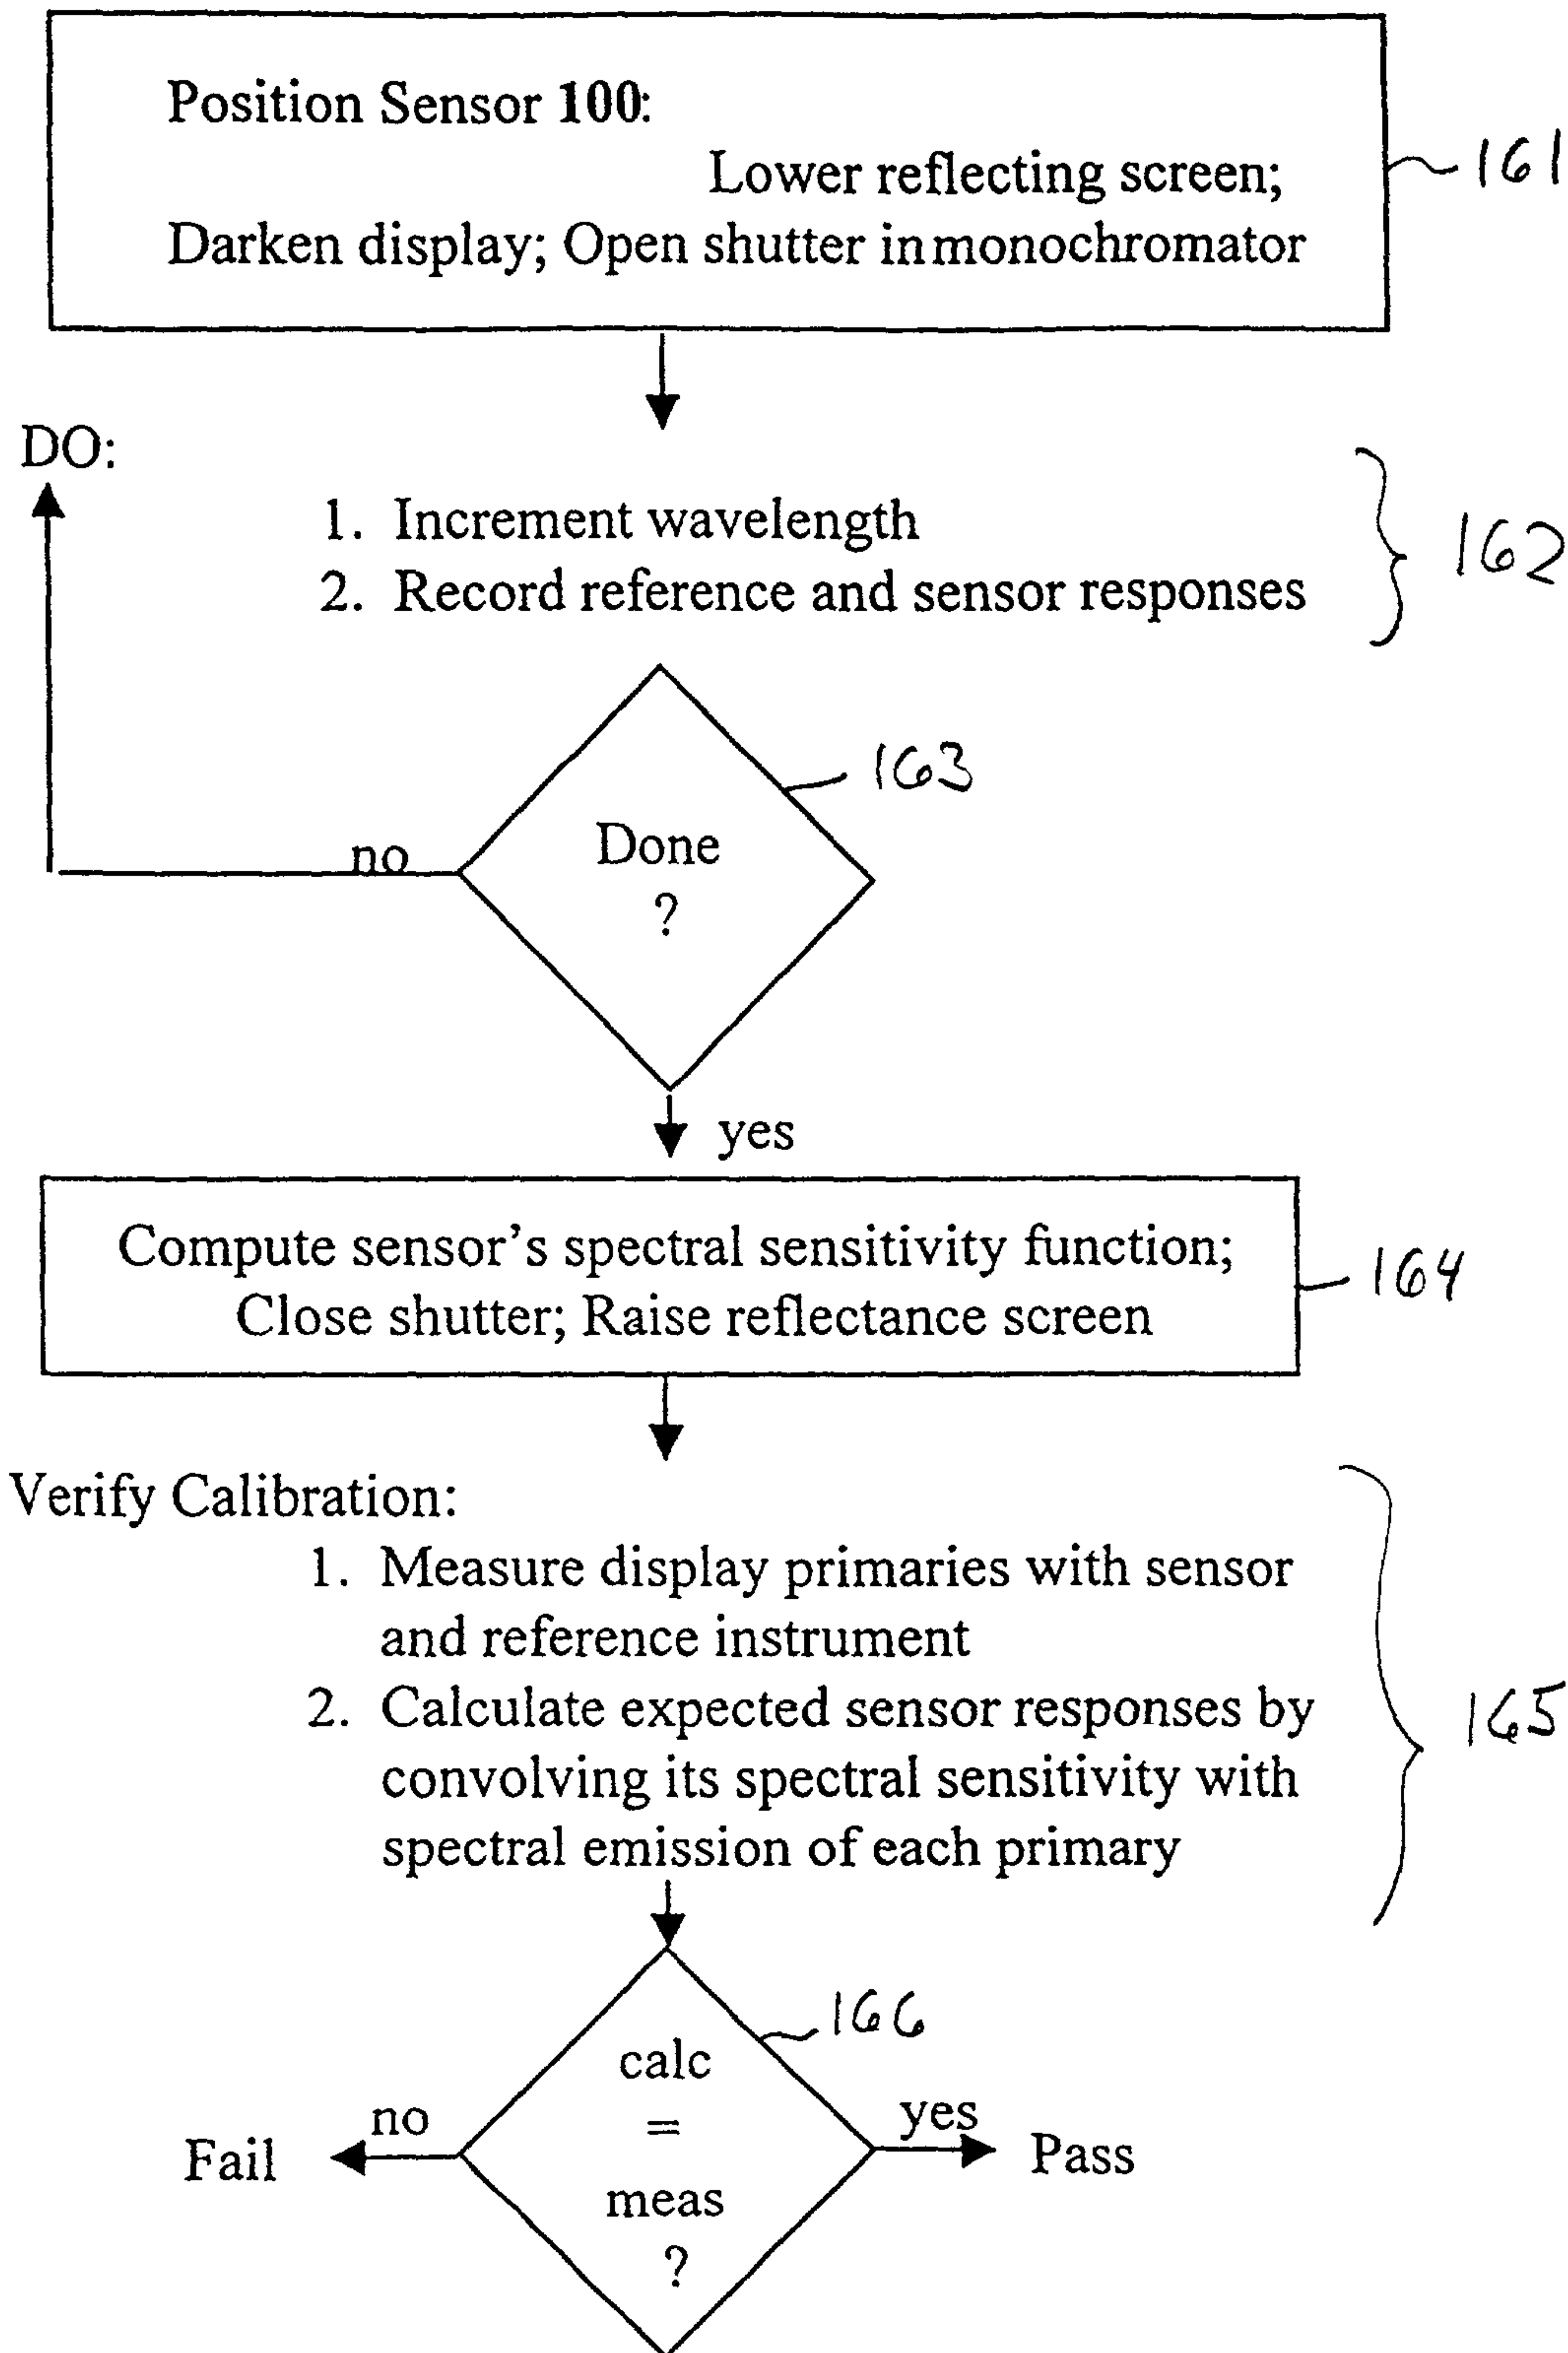 Position Sensor 100:
Lower reflecting screen;
Darken display; Open shutter in monochromator
161
DO:
1. Increment wavelength
2. Record reference and sensor responses
162
163
Done
?
no
yes
Compute sensor's spectral sensitivity function;
Close shutter; Raise reflectance screen
164
Verify Calibration:
1. Measure display primaries with sensor
and reference instrument
2. Calculate expected sensor responses by
convolving its spectral sensitivity with
spectral emission of each primary
165
166
calc
=
meas
?
no
Fail
yes
Pass